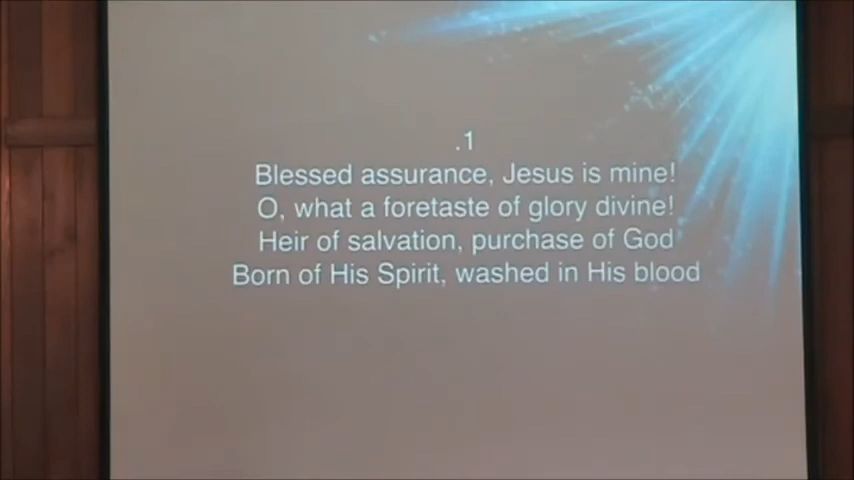 .1
Blessed assurance, Jesus is mine!
O, what a foretaste of glory divine!
Heir of salvation, purchase of God
Born of His Spirit, washed in His blood